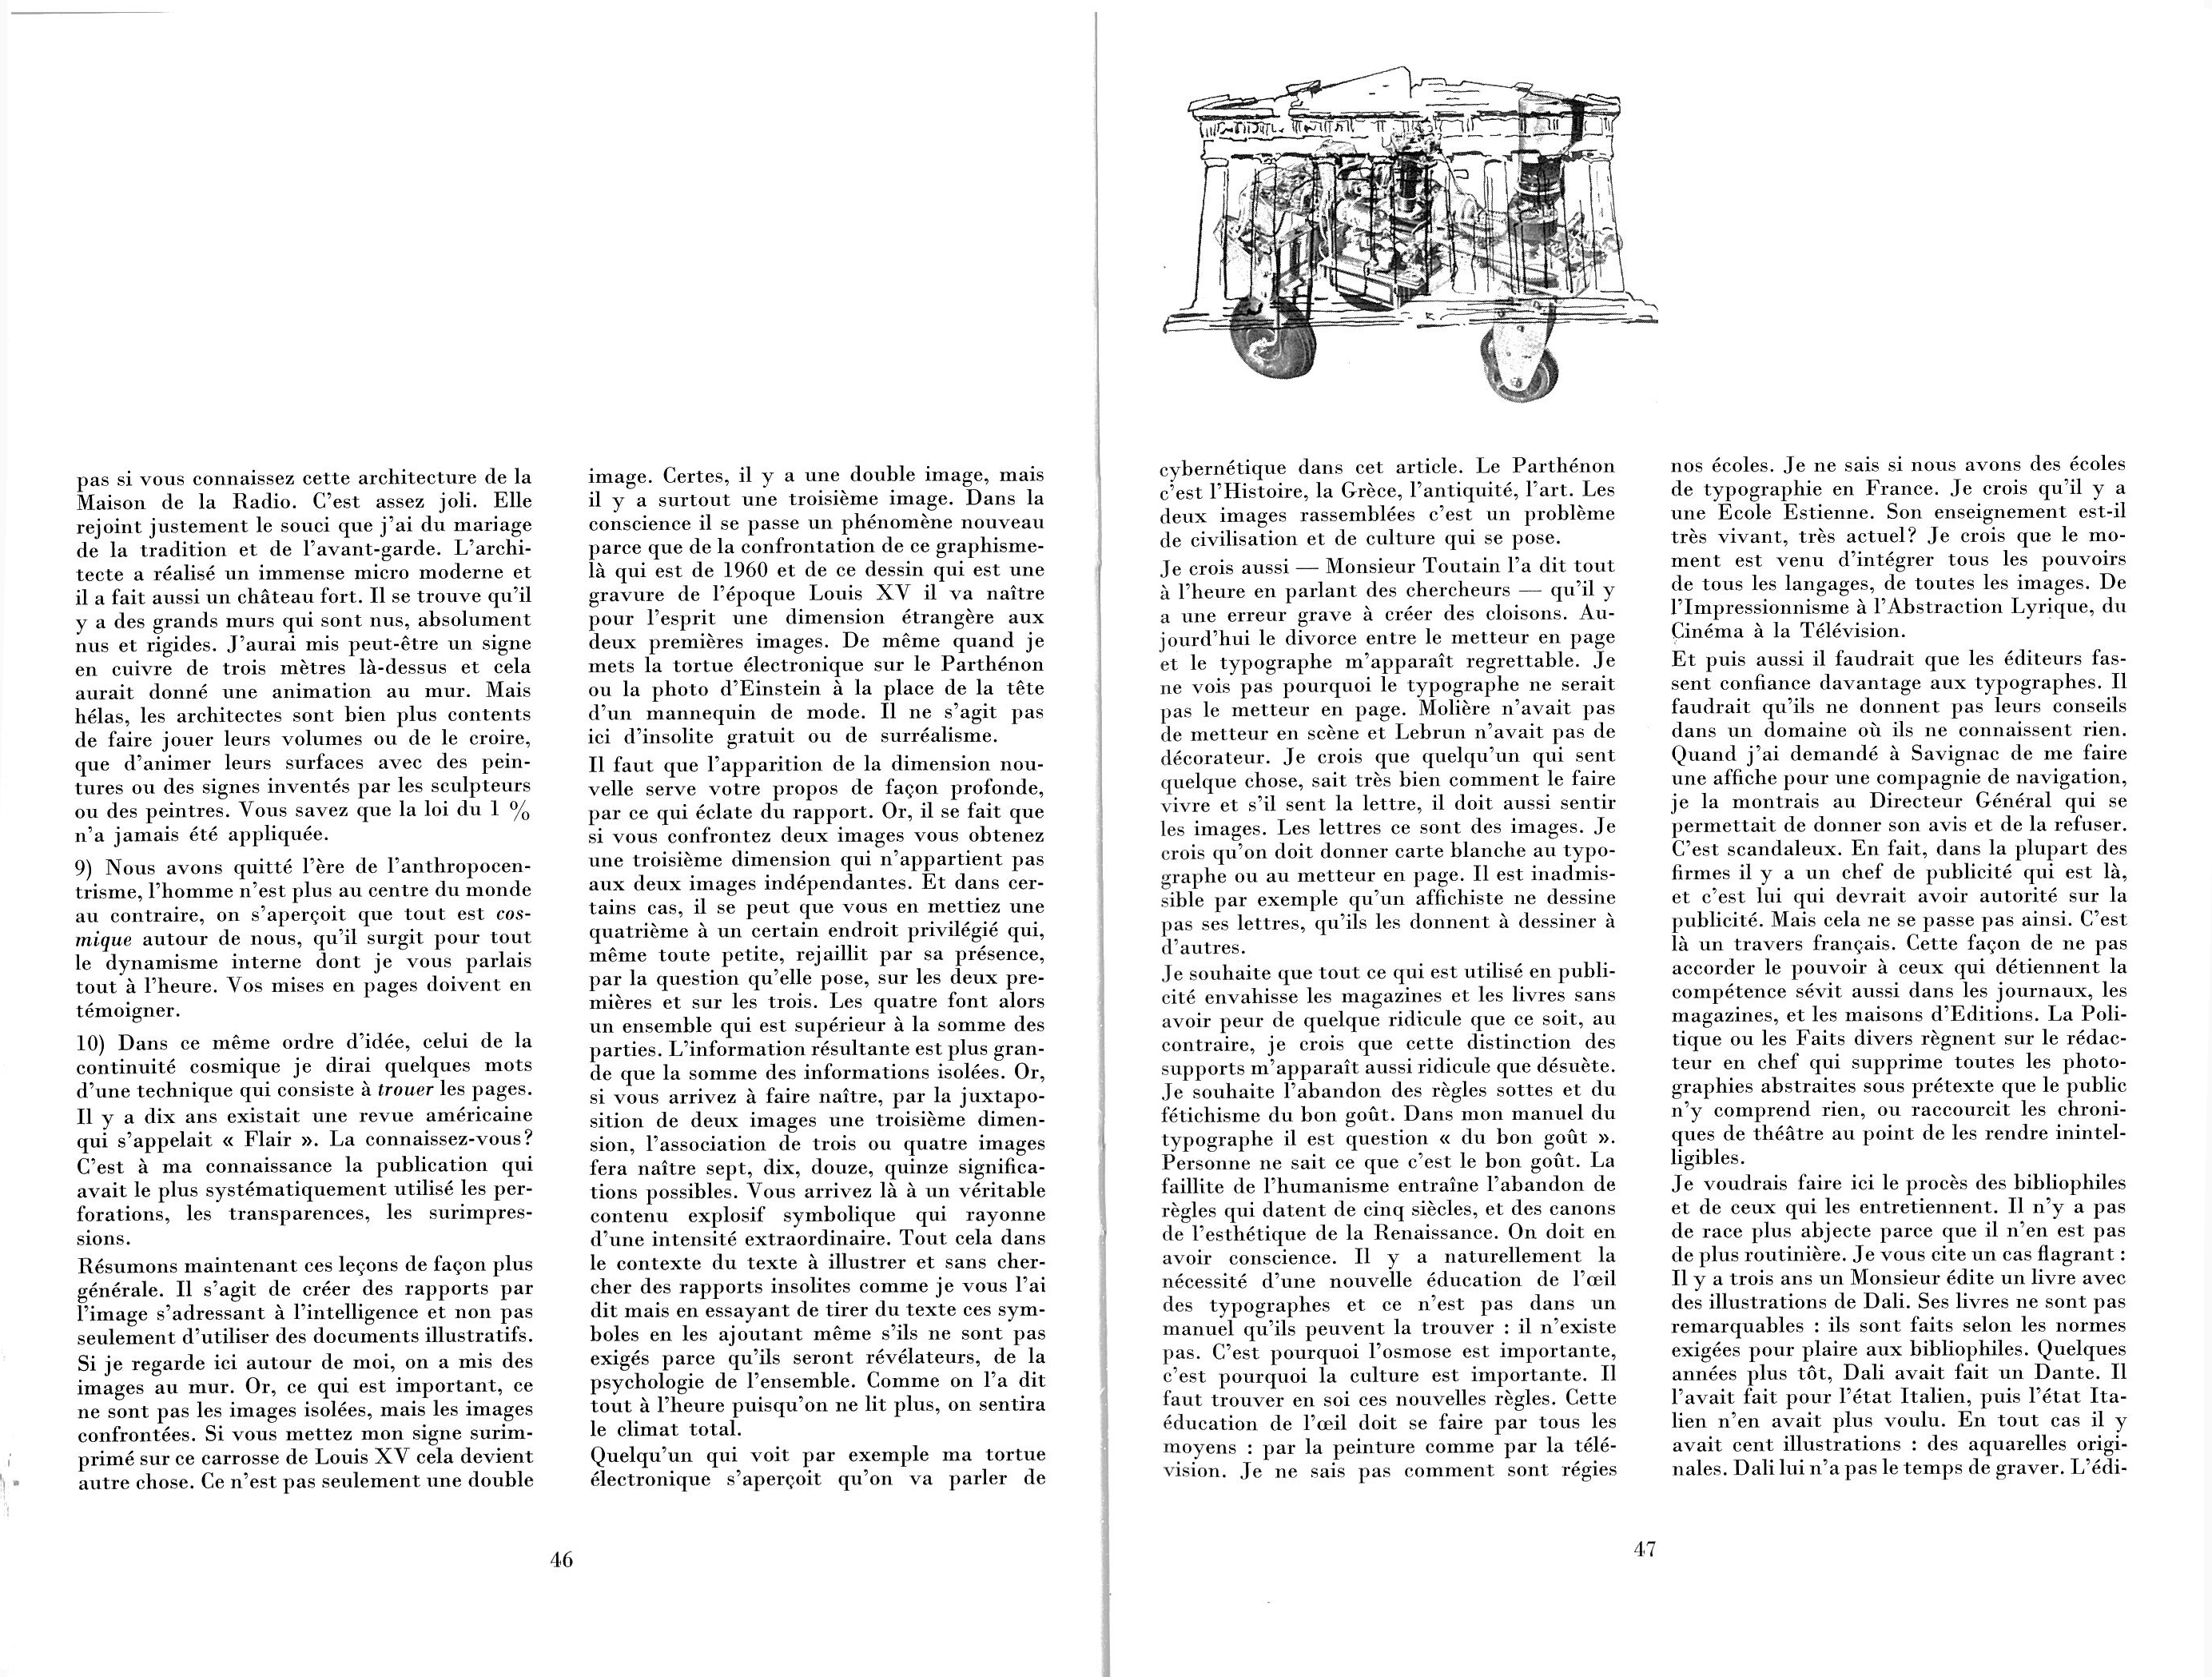 pas si vous connaissez cette architecture de la
Maison de la Radio. C'est assez joli. Elle
rejoint justement le souci que j'ai du mariage
de la tradition et de l'avant-garde. L'archi-
tecte a réalisé un immense micro moderne et
il a fait aussi un château fort. Il se trouve qu'il
y a des grands murs qui sont nus, absolument
nus et rigides. J'aurai mis peut-être un signe
en cuivre de trois mètres là-dessus et cela
aurait donné une animation au mur. Mais
hélas, les architectes sont bien plus contents
de faire jouer leurs volumes ou de le croire,
que d'animer leurs surfaces avec des pein-
tures ou des signes inventés par les sculpteurs
ou des peintres. Vous savez que la loi du 1 %
n'a jamais été appliquée.
9) Nous avons quitté l'ère de l'anthropocen-
trisme, l'homme n'est plus au centre du monde
au contraire, on s'aperçoit que tout est cos-
mique autour de nous, qu'il surgit pour tout
le dynamisme interne dont je vous parlais
tout à l'heure. Vos mises en pages doivent en
témoigner.
10) Dans ce même ordre d'idée, celui de la
continuité cosmique je dirai quelques mots
d'une technique qui consiste à trouer les pages.
Il y a dix ans existait une revue américaine
qui s'appelait « Flair ». La connaissez-vous?
C'est à ma connaissance la publication qui
avait le plus systématiquement utilisé les per-
forations, les transparences, les surimpres-
sions.
Résumons maintenant ces leçons de façon plus
générale. Il s'agit de créer des rapports par
l'image s'adressant à l'intelligence et non pas
seulement d'utiliser des documents illustratifs.
Si je regarde ici autour de moi, on a mis des
images au mur. Or, ce qui est important, ce
ne sont pas les images isolées, mais les images
confrontées. Si vous mettez mon signe surim-
primé sur ce carrosse de Louis XV cela devient
autre chose. Ce n'est pas seulement une double
image. Certes, il y a une double image, mais
il y a surtout une troisième image. Dans la
conscience il se passe un phénomène nouveau
parce que de la confrontation de ce graphisme-
là qui est de 1960 et de ce dessin qui est une
gravure de l'époque Louis XV il va naître
pour l'esprit une dimension étrangère aux
deux premières images. De même quand je
mets la tortue électronique sur le Parthénon
ou la photo d'Einstein à la place de la tête
d'un mannequin de mode. Il ne s'agit pas
ici d'insolite gratuit ou de surréalisme.
Il faut que l'apparition de la dimension nou-
velle serve votre propos de façon profonde,
par ce qui éclate du rapport. Or, il se fait que
si vous confrontez deux images vous obtenez
une troisième dimension qui n'appartient pas
aux deux images indépendantes. Et dans cer-
tains cas, il se peut que vous en mettiez une
quatrième à un certain endroit privilégié qui,
même toute petite, rejaillit par sa présence,
par la question qu'elle pose, sur les deux pre-
mières et sur les trois. Les quatre font alors
un ensemble qui est supérieur à la somme des
parties. L'information résultante est plus gran-
de que la somme des informations isolées. Or,
si vous arrivez à faire naître, par la juxtapo-
sition de deux images une troisième dimen-
sion, l'association de trois ou quatre images
fera naître sept, dix, douze, quinze significa-
tions possibles. Vous arrivez là à un véritable
contenu explosif symbolique qui rayonne
d'une intensité extraordinaire. Tout cela dans
le contexte du texte à illustrer et sans cher-
cher des rapports insolites comme je vous l'ai
dit mais en essayant de tirer du texte ces sym-
boles en les ajoutant même s'ils ne sont pas
exigés parce qu'ils seront révélateurs, de la
psychologie de l'ensemble. Comme on l'a dit
tout à l'heure puisqu'on ne lit plus, on sentira
le climat total.
Quelqu'un qui voit par exemple ma tortue
électronique s'aperçoit qu'on va parler de
46
cybernétique dans cet article. Le Parthénon
c'est l'Histoire, la Grèce, l'antiquité, l'art. Les
deux images rassemblées c'est un problème
de civilisation et de culture qui se pose.
Je crois aussi — Monsieur Toutain l'a dit tout
à l'heure en parlant des chercheurs — qu'il y
a une erreur grave à créer des cloisons. Au-
jourd'hui le divorce entre le metteur en page
et le typographe m'apparaît regrettable. Je
ne vois pas pourquoi le typographe ne serait
pas le metteur en page. Molière n'avait pas
de metteur en scène et Lebrun n'avait pas de
décorateur. Je crois que quelqu'un qui sent
quelque chose, sait très bien comment le faire
vivre et s'il sent la lettre, il doit aussi sentir
les images. Les lettres ce sont des images. Je
crois qu'on doit donner carte blanche au typo-
graphe ou au metteur en page. Il est inadmis-
sible par exemple qu'un affichiste ne dessine
pas ses lettres, qu'ils les donnent à dessiner à
d'autres.
Je souhaite que tout ce qui est utilisé en publi-
cité envahisse les magazines et les livres sans
avoir peur de quelque ridicule que ce soit, au
contraire, je crois que cette distinction des
supports m'apparaît aussi ridicule que désuète.
Je souhaite l'abandon des règles sottes et du
fétichisme du bon goût. Dans mon manuel du
typographe il est question « du bon goût ».
Personne ne sait ce que c'est le bon goût. La
faillite de l'humanisme entraîne l'abandon de
règles qui datent de cinq siècles, et des canons
de l'esthétique de la Renaissance. On doit en
avoir conscience. Il y a naturellement la
nécessité d'une nouvelle éducation de l'œil
des typographes et ce n'est pas dans un
manuel qu'ils peuvent la trouver : il n'existe
pas. C'est pourquoi l'osmose est importante,
c'est pourquoi la culture est importante. Il
faut trouver en soi ces nouvelles règles. Cette
éducation de l'œil doit se faire par tous les
moyens : par la peinture comme par la télé-
vision. Je ne sais pas comment sont régies
nos écoles. Je ne sais si nous avons des écoles
de typographie en France. Je crois qu'il y a
une Ecole Estienne. Son enseignement est-il
très vivant, très actuel? Je crois que le mo-
ment est venu d'intégrer tous les pouvoirs
de tous les langages, de toutes les images. De
l'Impressionnisme à l'Abstraction Lyrique, du
Cinéma à la Télévision.
Et puis aussi il faudrait que les éditeurs fas-
sent confiance davantage aux typographes. Il
faudrait qu'ils ne donnent pas leurs conseils
dans un domaine où ils ne connaissent rien.
Quand j'ai demandé à Savignac de me faire
une affiche pour une compagnie de navigation,
je la montrais au Directeur Général qui se
permettait de donner son avis et de la refuser.
C'est scandaleux. En fait, dans la plupart des
firmes il y a un chef de publicité qui est là,
et c'est lui qui devrait avoir autorité sur la
publicité. Mais cela ne se passe pas ainsi. C'est
là un travers français. Cette façon de ne pas
accorder le pouvoir à ceux qui détiennent la
compétence sévit aussi dans les journaux, les
magazines, et les maisons d'Editions. La Poli-
tique ou les Faits divers règnent sur le rédac-
teur en chef qui supprime toutes les photo-
graphies abstraites sous prétexte que le public
n'y comprend rien, ou raccourcit les chroni-
ques de théâtre au point de les rendre inintel-
ligibles.
Je voudrais faire ici le procès des bibliophiles
et de ceux qui les entretiennent. Il n'y a pas
de race plus abjecte parce que il n'en est pas
de plus routinière. Je vous cite un cas flagrant :
Il y a trois ans un Monsieur édite un livre avec
des illustrations de Dali. Ses livres ne sont pas
remarquables : ils sont faits selon les normes
exigées pour plaire aux bibliophiles. Quelques
années plus tôt, Dali avait fait un Dante. Il
l'avait fait pour l'état Italien, puis l'état Ita-
lien n'en avait plus voulu. En tout cas il y
avait cent illustrations : des aquarelles origi-
nales. Dali lui n'a pas le temps de graver. L'édi-
47